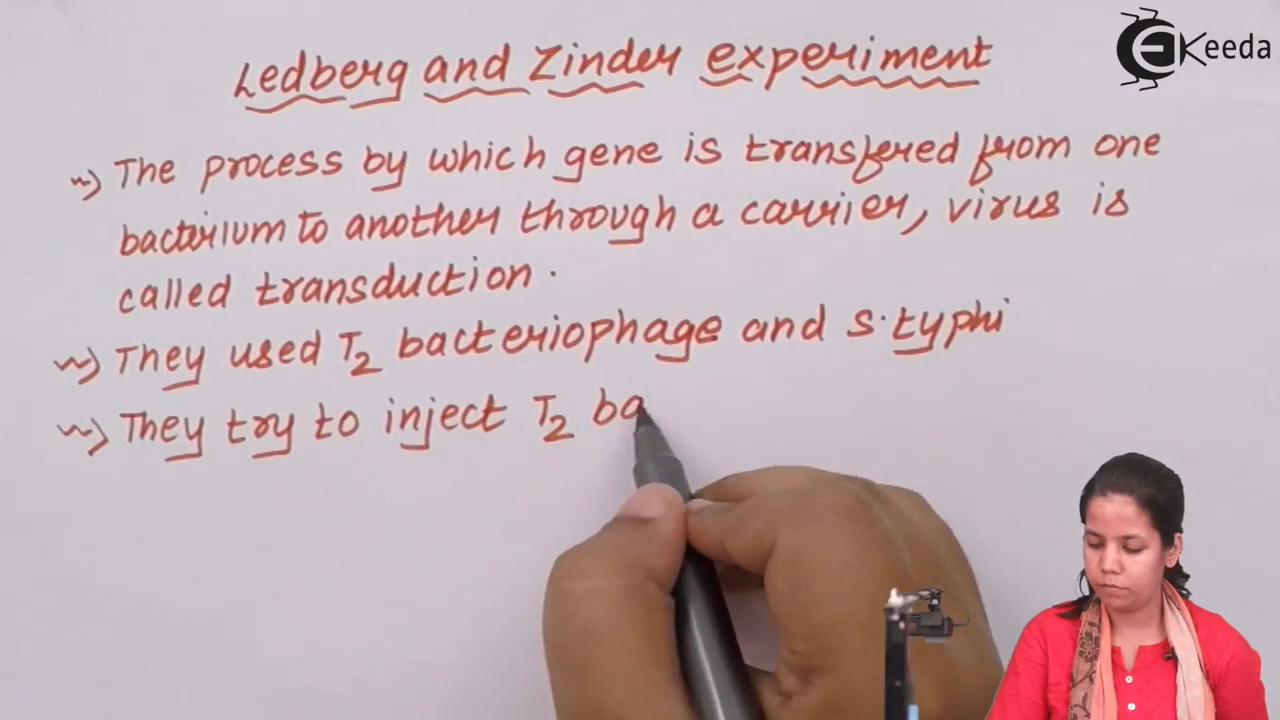 Ledberg and Zinder experiment
EKeeda
~> The process by which gene is transfered from one
bacterium to another through a carrier, virus is
called transduction.
~> They used T2 bacteriophage and S.typhi
~> They try to inject T2 ba